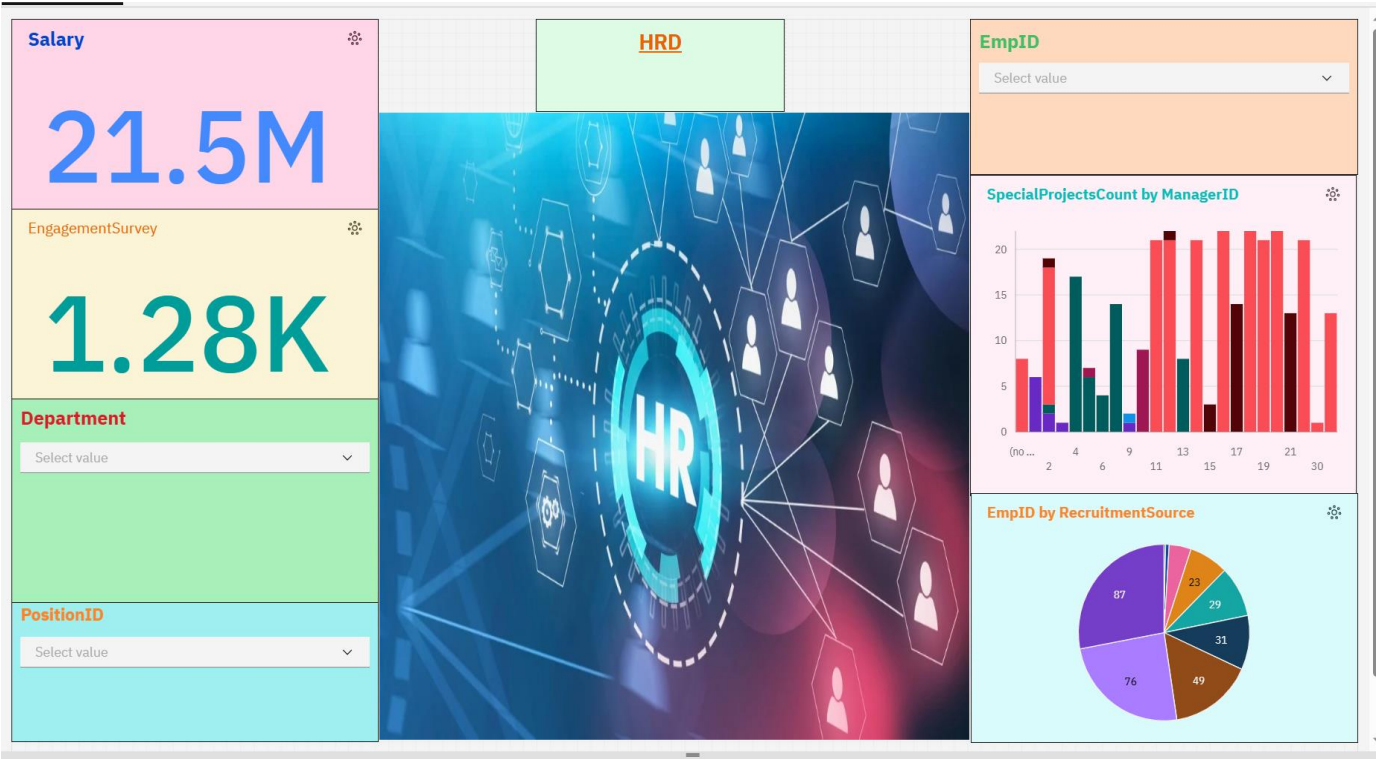 Salary
21.5M
EngagementSurvey
1.28K
Department
Select value
PositionID
Select value
HRD
HR
EmpID
Select value
SpecialProjectsCount by ManagerID
20
15
10
5
0
(no ... 4 9 13 17 21
2 6 11 15 19 30
EmpID by RecruitmentSource
87
23
29
31
49
76